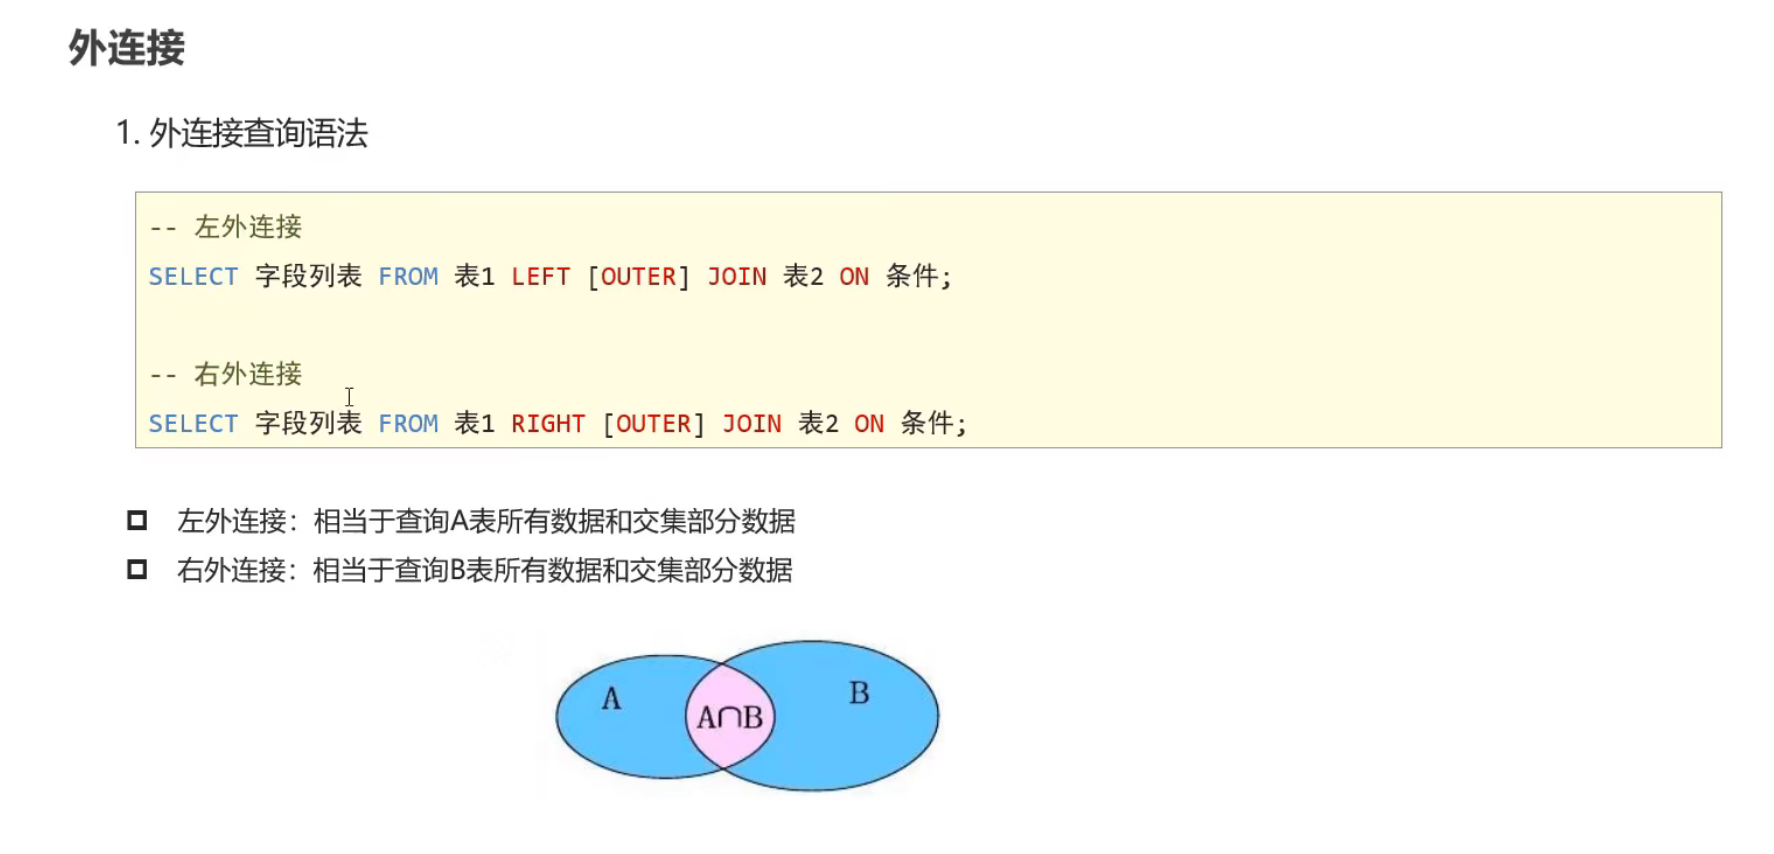 外连接
1. 外连接查询语法
-- 左外连接
SELECT 字段列表 FROM 表1 LEFT [OUTER] JOIN 表2 ON 条件;
-- 右外连接
SELECT 字段列表 FROM 表1 RIGHT [OUTER] JOIN 表2 ON 条件;
左外连接：相当于查询A表所有数据和交集部分数据
右外连接：相当于查询B表所有数据和交集部分数据
A
A∩B
B